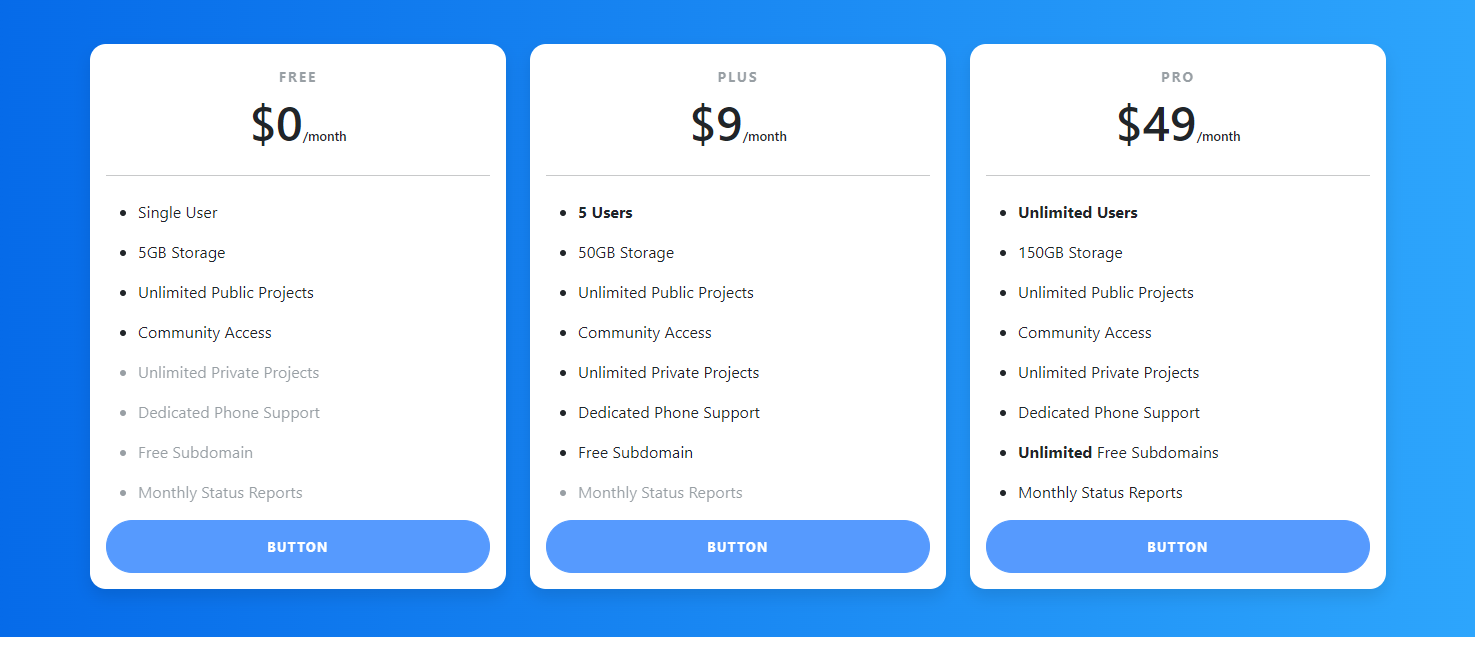 FREE
$0/month
Single User
5GB Storage
Unlimited Public Projects
Community Access
Unlimited Private Projects
Dedicated Phone Support
Free Subdomain
Monthly Status Reports
BUTTON
PLUS
$9/month
5 Users
50GB Storage
Unlimited Public Projects
Community Access
Unlimited Private Projects
Dedicated Phone Support
Free Subdomain
Monthly Status Reports
BUTTON
PRO
$49/month
Unlimited Users
150GB Storage
Unlimited Public Projects
Community Access
Unlimited Private Projects
Dedicated Phone Support
Unlimited Free Subdomains
Monthly Status Reports
BUTTON